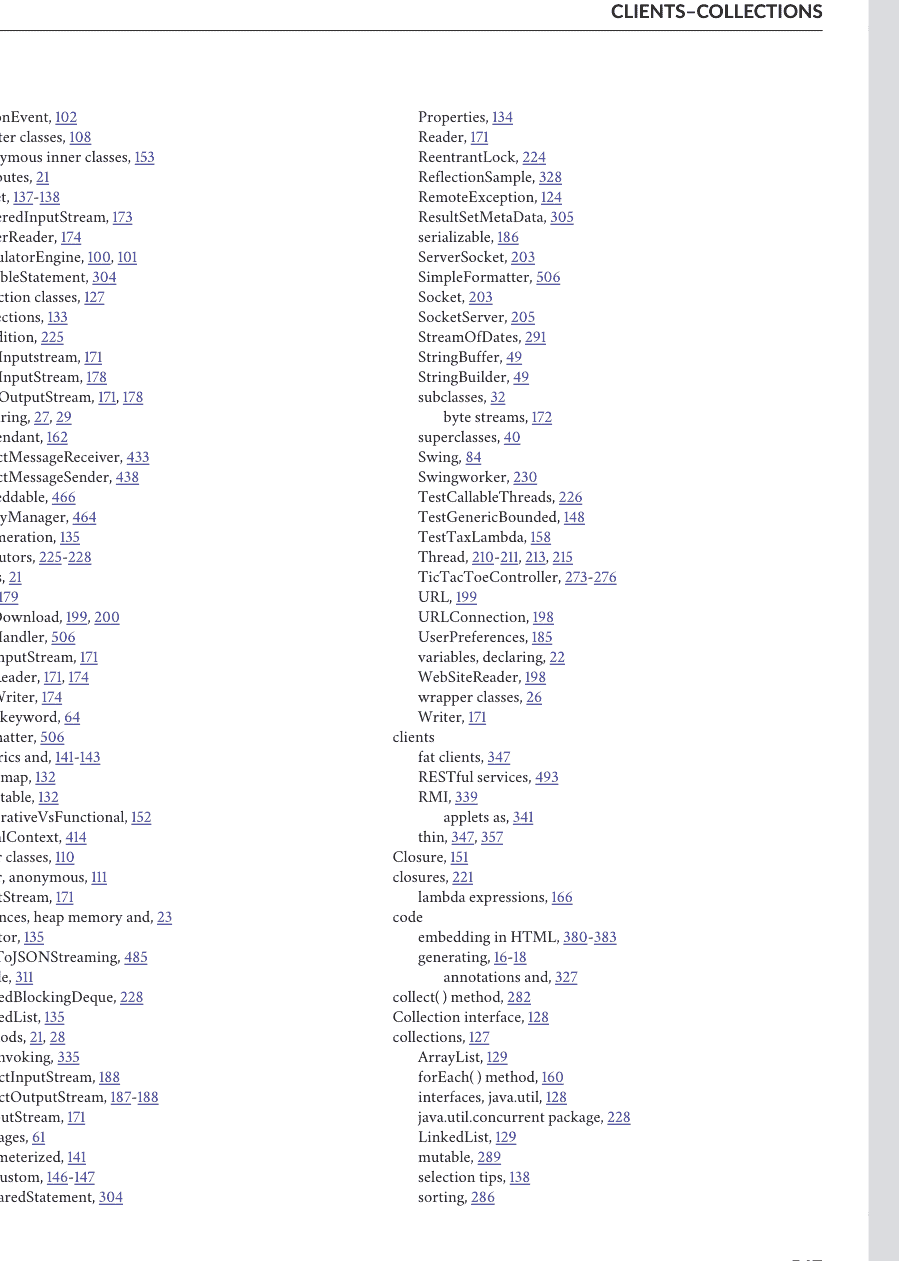 CLIENTS–COLLECTIONS
onEvent, 102
ter classes, 108
ymous inner classes, 153
outes, 21
et, 137-138
eredInputStream, 173
erReader, 174
ulatorEngine, 100, 101
bleStatement, 304
ction classes, 127
ections, 133
dition, 225
Inputstream, 171
InputStream, 178
OutputStream, 171, 178
ring, 27, 29
endant, 162
ctMessageReceiver, 433
ctMessageSender, 438
eddable, 466
yManager, 464
meration, 135
utors, 225-228
s, 21
179
Download, 199, 200
Handler, 506
nputStream, 171
Reader, 171, 174
Writer, 174
keyword, 64
matter, 506
rics and, 141-143
map, 132
table, 132
rativeVsFunctional, 152
alContext, 414
r classes, 110
r, anonymous, 111
tStream, 171
nces, heap memory and, 23
tor, 135
ToJSONStreaming, 485
le, 311
edBlockingDeque, 228
edList, 135
ods, 21, 28
nvoking, 335
ctInputStream, 188
ctOutputStream, 187-188
utStream, 171
ages, 61
meterized, 141
ustom, 146-147
aredStatement, 304
Properties, 134
Reader, 171
ReentrantLock, 224
ReflectionSample, 328
RemoteException, 124
ResultSetMetaData, 305
serializable, 186
ServerSocket, 203
SimpleFormatter, 506
Socket, 203
SocketServer, 205
StreamOfDates, 291
StringBuffer, 49
StringBuilder, 49
subclasses, 32
byte streams, 172
superclasses, 40
Swing, 84
Swingworker, 230
TestCallableThreads, 226
TestGenericBounded, 148
TestTaxLambda, 158
Thread, 210-211, 213, 215
TicTacToeController, 273-276
URL, 199
URLConnection, 198
UserPreferences, 185
variables, declaring, 22
WebSiteReader, 198
wrapper classes, 26
Writer, 171
clients
fat clients, 347
RESTful services, 493
RMI, 339
applets as, 341
thin, 347, 357
Closure, 151
closures, 221
lambda expressions, 166
code
embedding in HTML, 380-383
generating, 16-18
annotations and, 327
collect( ) method, 282
Collection interface, 128
collections, 127
ArrayList, 129
forEach( ) method, 160
interfaces, java.util, 128
java.util.concurrent package, 228
LinkedList, 129
mutable, 289
selection tips, 138
sorting, 286